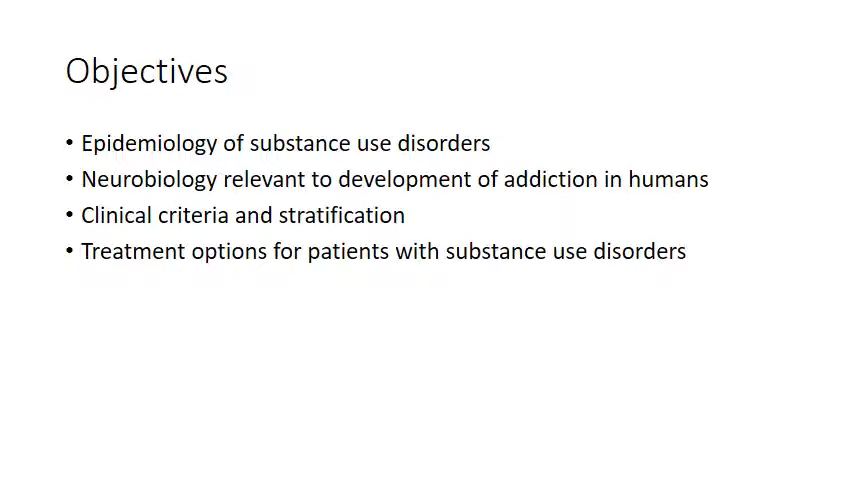 Objectives
• Epidemiology of substance use disorders
• Neurobiology relevant to development of addiction in humans
• Clinical criteria and stratification
• Treatment options for patients with substance use disorders